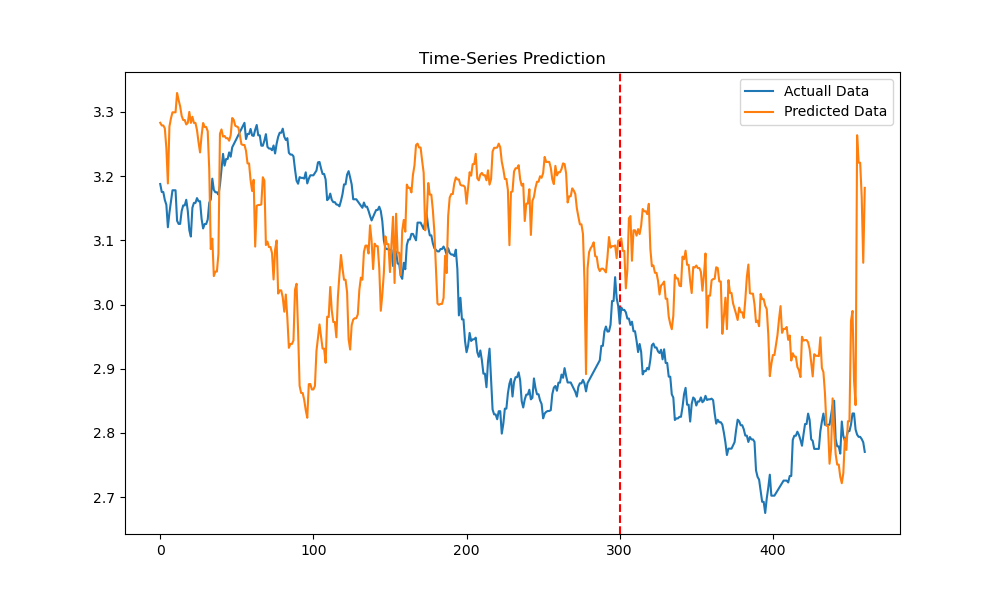 Time-Series Prediction
Actuall Data
Predicted Data
3.3
3.2
3.1
3.0
2.9
2.8
2.7
0 100 200 300 400